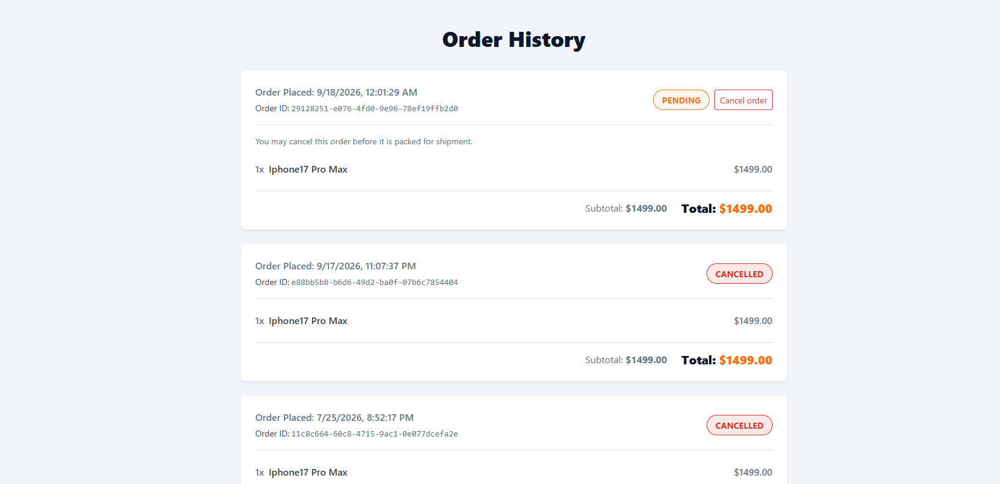 Order History
Order Placed: 9/18/2026, 12:01:29 AM
Order ID: 29128251-e076-4fd0-9e96-78ef19ffb2d0
PENDING
Cancel order
You may cancel this order before it is packed for shipment.
1x Iphone17 Pro Max $1499.00
Subtotal: $1499.00 Total: $1499.00
Order Placed: 9/17/2026, 11:07:37 PM
Order ID: e88bb5b8-b6d6-49d2-ba0f-07b6c7854404
CANCELLED
1x Iphone17 Pro Max $1499.00
Subtotal: $1499.00 Total: $1499.00
Order Placed: 7/25/2026, 8:52:17 PM
Order ID: 11c8c664-60c8-4715-9ac1-0e077dcefa2e
CANCELLED
1x Iphone17 Pro Max $1499.00